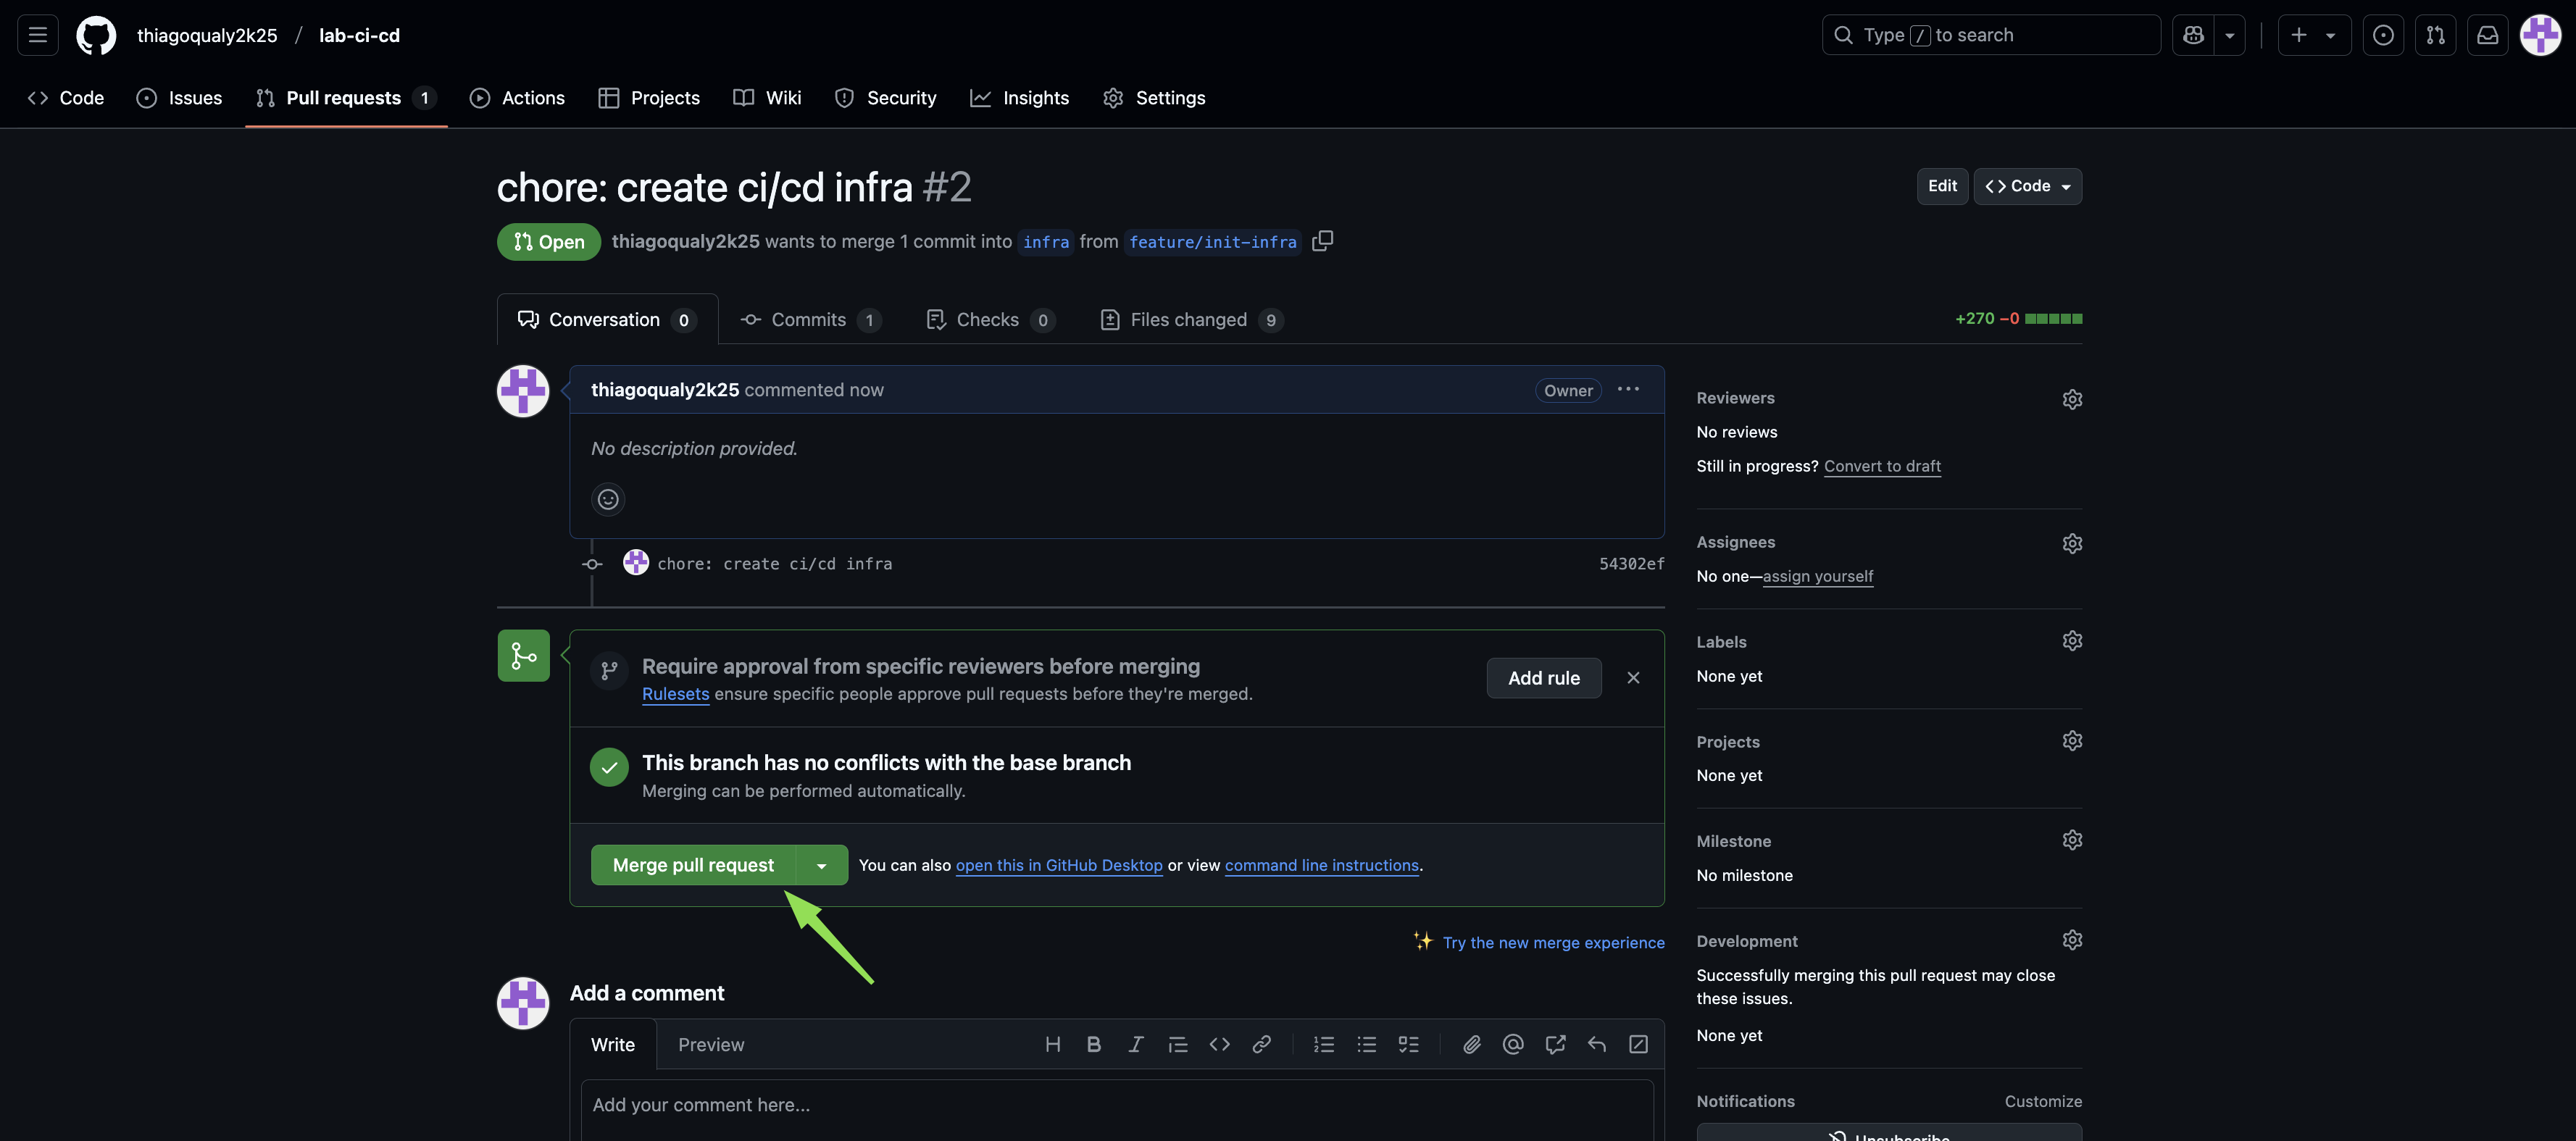 thiagoqualy2k25 / lab-ci-cd
Type / to search
Code
Issues
Pull requests 1
Actions
Projects
Wiki
Security
Insights
Settings
chore: create ci/cd infra #2
Edit
Code
Open
thiagoqualy2k25 wants to merge 1 commit into infra from feature/init-infra
Conversation 0
Commits 1
Checks 0
Files changed 9
+270 −0
thiagoqualy2k25 commented now
Owner
No description provided.
chore: create ci/cd infra
54302ef
Require approval from specific reviewers before merging
Rulesets ensure specific people approve pull requests before they're merged.
Add rule
This branch has no conflicts with the base branch
Merging can be performed automatically.
Merge pull request
You can also open this in GitHub Desktop or view command line instructions.
Try the new merge experience
Add a comment
Write
Preview
Add your comment here...
Reviewers
No reviews
Still in progress? Convert to draft
Assignees
No one—assign yourself
Labels
None yet
Projects
None yet
Milestone
No milestone
Development
Successfully merging this pull request may close
these issues.
None yet
Notifications
Customize
Unsubscribe